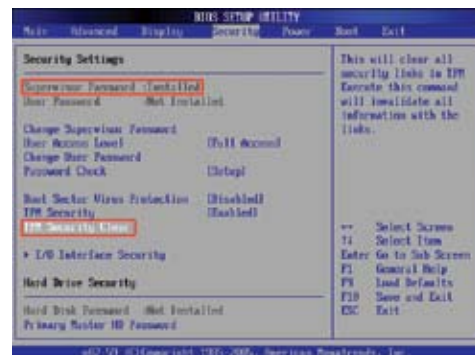 BIOS SETUP UTILITY
Main Advanced Display Security Power Boot Exit
Security Settings
Supervisor Password :Installed
User Password :Not Installed
Change Supervisor Password
User Access Level [Full Access]
Change User Password
Password Check [Setup]
Boot Sector Virus Protection [Disabled]
TPM Security [Enabled]
TPM Security Clear
I/O Interface Security
Hard Drive Security
Hard Disk Password :Not Installed
Primary Master HD Password
This will clear all
security links in TPM
Execute this command
will invalidate all
information with the
links.
Select Screen
Select Item
Enter Go to Sub Screen
F1 General Help
F9 Load Defaults
F10 Save and Exit
ESC Exit
(C)Copyright 1985-2005, American Megatrends, Inc.